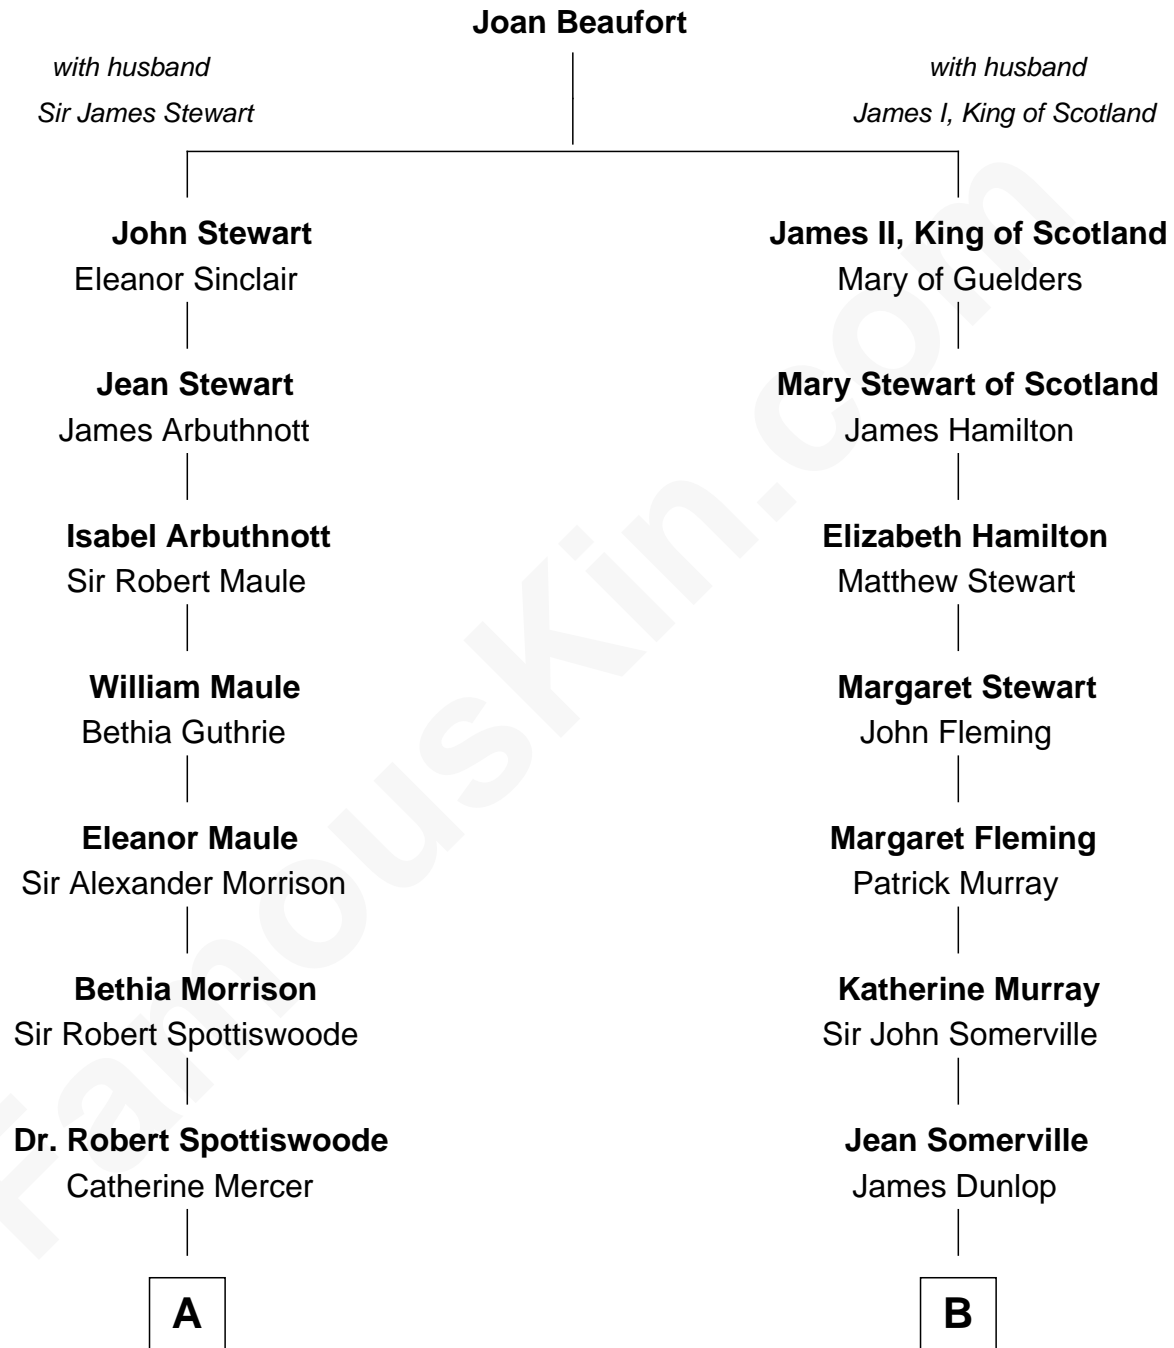 Joan Beaufort
with husband
Sir James Stewart
with husband
James I, King of Scotland
John Stewart
Eleanor Sinclair
James II, King of Scotland
Mary of Guelders
Jean Stewart
James Arbuthnott
Mary Stewart of Scotland
James Hamilton
Isabel Arbuthnott
Sir Robert Maule
Elizabeth Hamilton
Matthew Stewart
William Maule
Bethia Guthrie
Margaret Stewart
John Fleming
Eleanor Maule
Sir Alexander Morrison
Margaret Fleming
Patrick Murray
Bethia Morrison
Sir Robert Spottiswoode
Katherine Murray
Sir John Somerville
Dr. Robert Spottiswoode
Catherine Mercer
Jean Somerville
James Dunlop
A
B
FamousKin.com